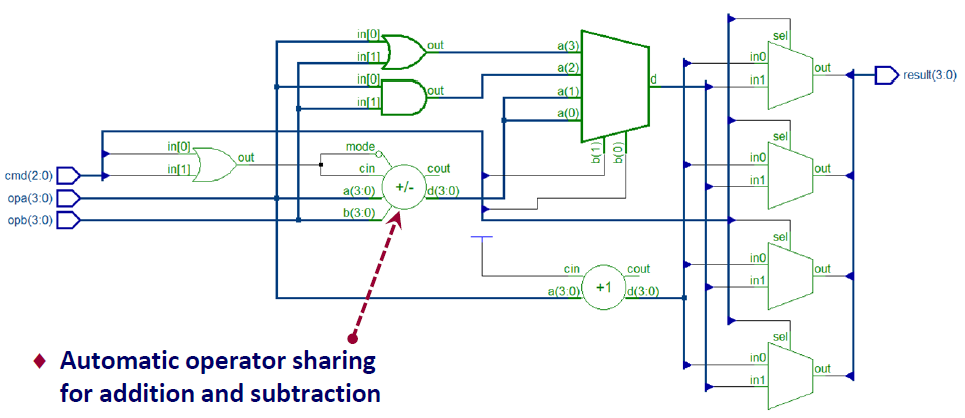 in[0]
in[1]
out
in[0]
in[1]
out
a(3)
a(2)
a(1)
a(0)
d
b(1)
b(0)
sel
in0
in1
out
result(3:0)
sel
in0
in1
out
in[0]
in[1]
out
mode
cin
cout
a(3:0)
b(3:0)
+/-
d(3:0)
cmd(2:0)
opa(3:0)
opb(3:0)
sel
in0
in1
out
cin
cout
a(3:0)
+1
d(3:0)
sel
in0
in1
out
♦ Automatic operator sharing
for addition and subtraction